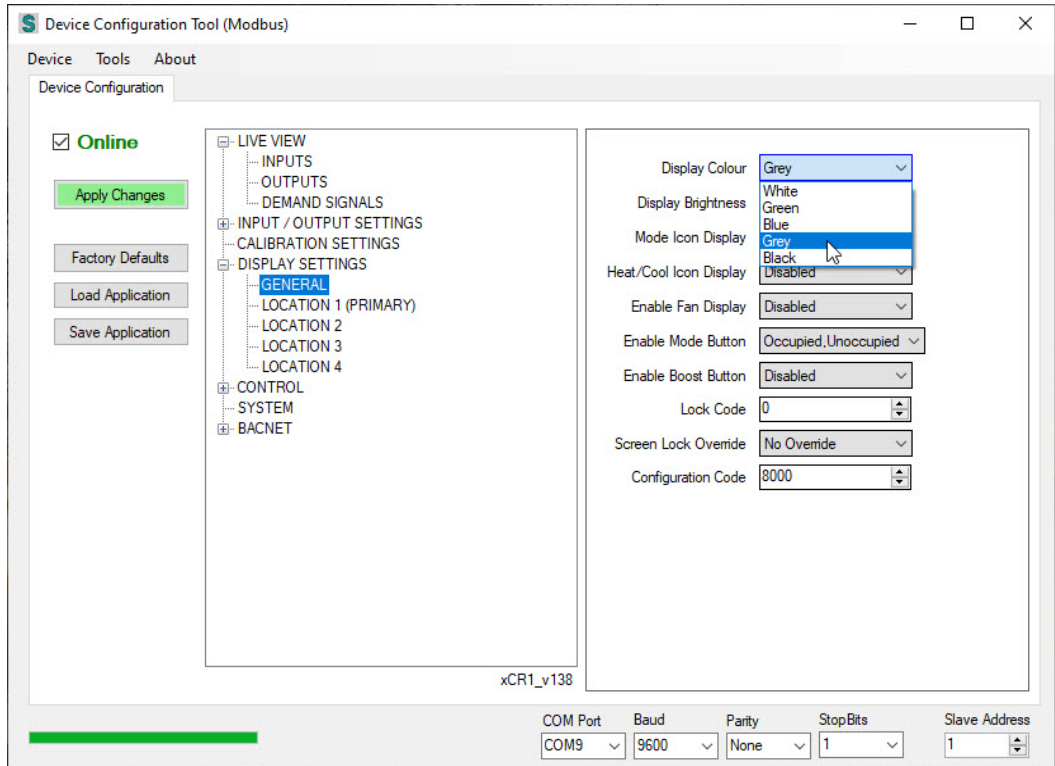 Device Configuration Tool (Modbus)
Device Tools About
Device Configuration
Online
Apply Changes
Factory Defaults
Load Application
Save Application
LIVE VIEW
INPUTS
OUTPUTS
DEMAND SIGNALS
INPUT / OUTPUT SETTINGS
CALIBRATION SETTINGS
DISPLAY SETTINGS
GENERAL
LOCATION 1 (PRIMARY)
LOCATION 2
LOCATION 3
LOCATION 4
CONTROL
SYSTEM
BACNET
xCR1_v138
Display Colour Grey
White
Green
Blue
Grey
Black
Display Brightness
Mode Icon Display
Heat/Cool Icon Display Disabled
Enable Fan Display Disabled
Enable Mode Button Occupied,Unoccupied
Enable Boost Button Disabled
Lock Code 0
Screen Lock Override No Override
Configuration Code 8000
COM Port Baud Parity StopBits Slave Address
COM9 9600 None 1 1